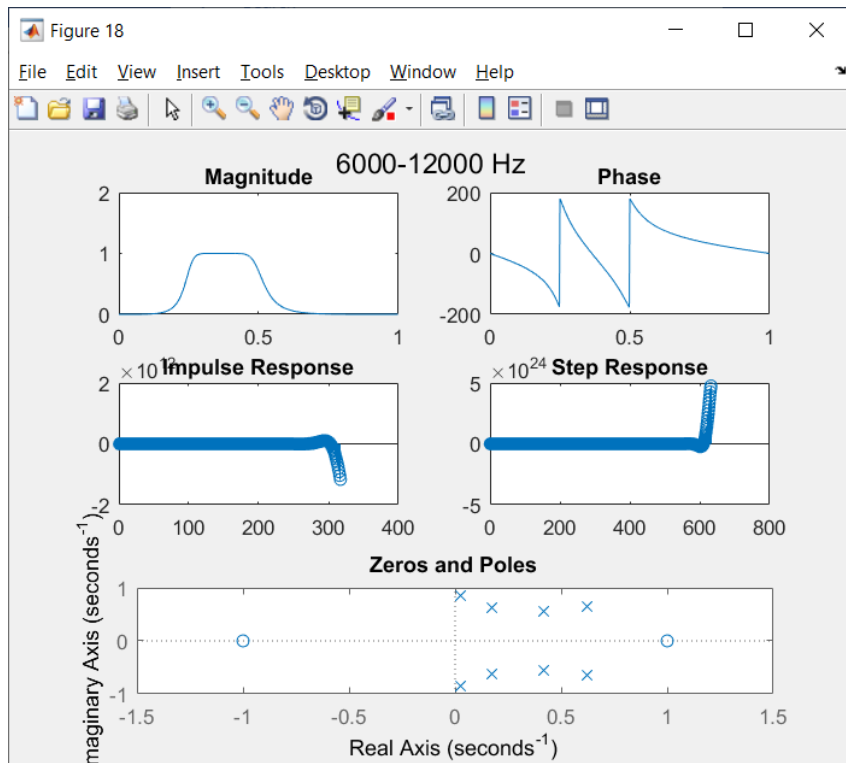 Figure 18
File Edit View Insert Tools Desktop Window Help
6000-12000 Hz
Magnitude
2
1
0
0 0.5 1
Phase
200
0
-200
0 0.5 1
Impulse Response
2
0
-2
0 100 200 300 400
× 10^24 Step Response
5
0
-5
0 200 400 600 800
Zeros and Poles
1
0
-1
-1.5 -1 -0.5 0 0.5 1 1.5
maginary Axis (seconds^-1)
Real Axis (seconds^-1)